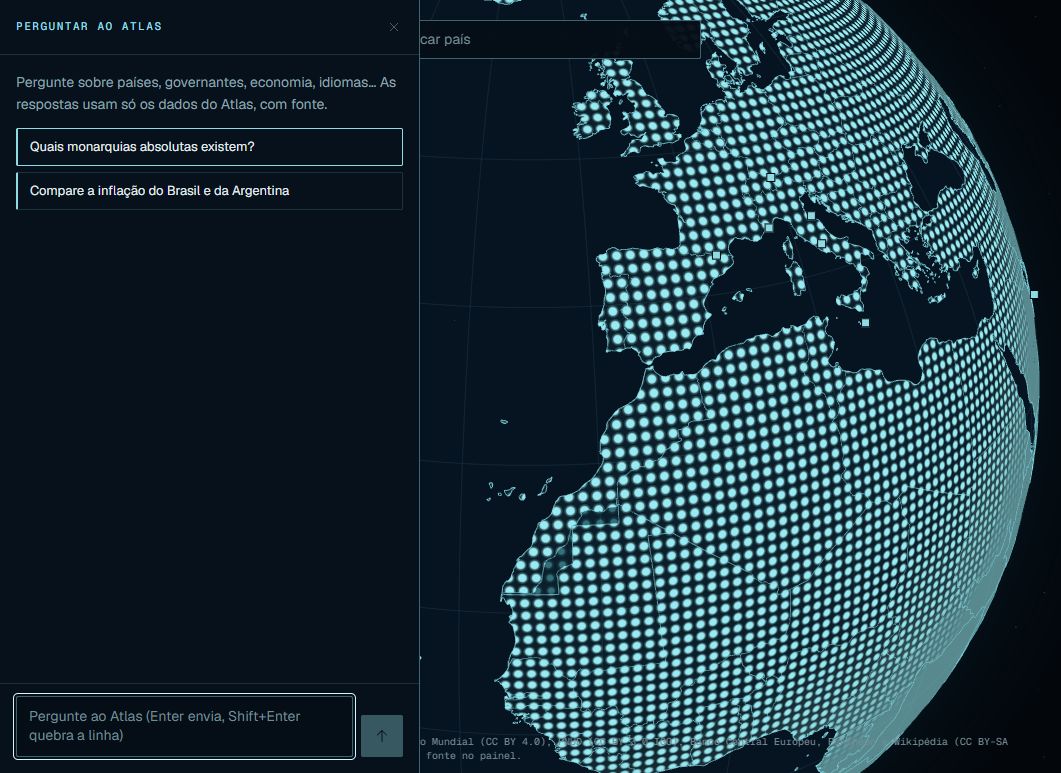 PERGUNTAR AO ATLAS
car país
Pergunte sobre países, governantes, economia, idiomas... As
respostas usam só os dados do Atlas, com fonte.
Quais monarquias absolutas existem?
Compare a inflação do Brasil e da Argentina
Pergunte ao Atlas (Enter envia, Shift+Enter
quebra a linha)
o Mundial (CC BY 4.0), Central Europeu, Wikipédia (CC BY-SA
fonte no painel.